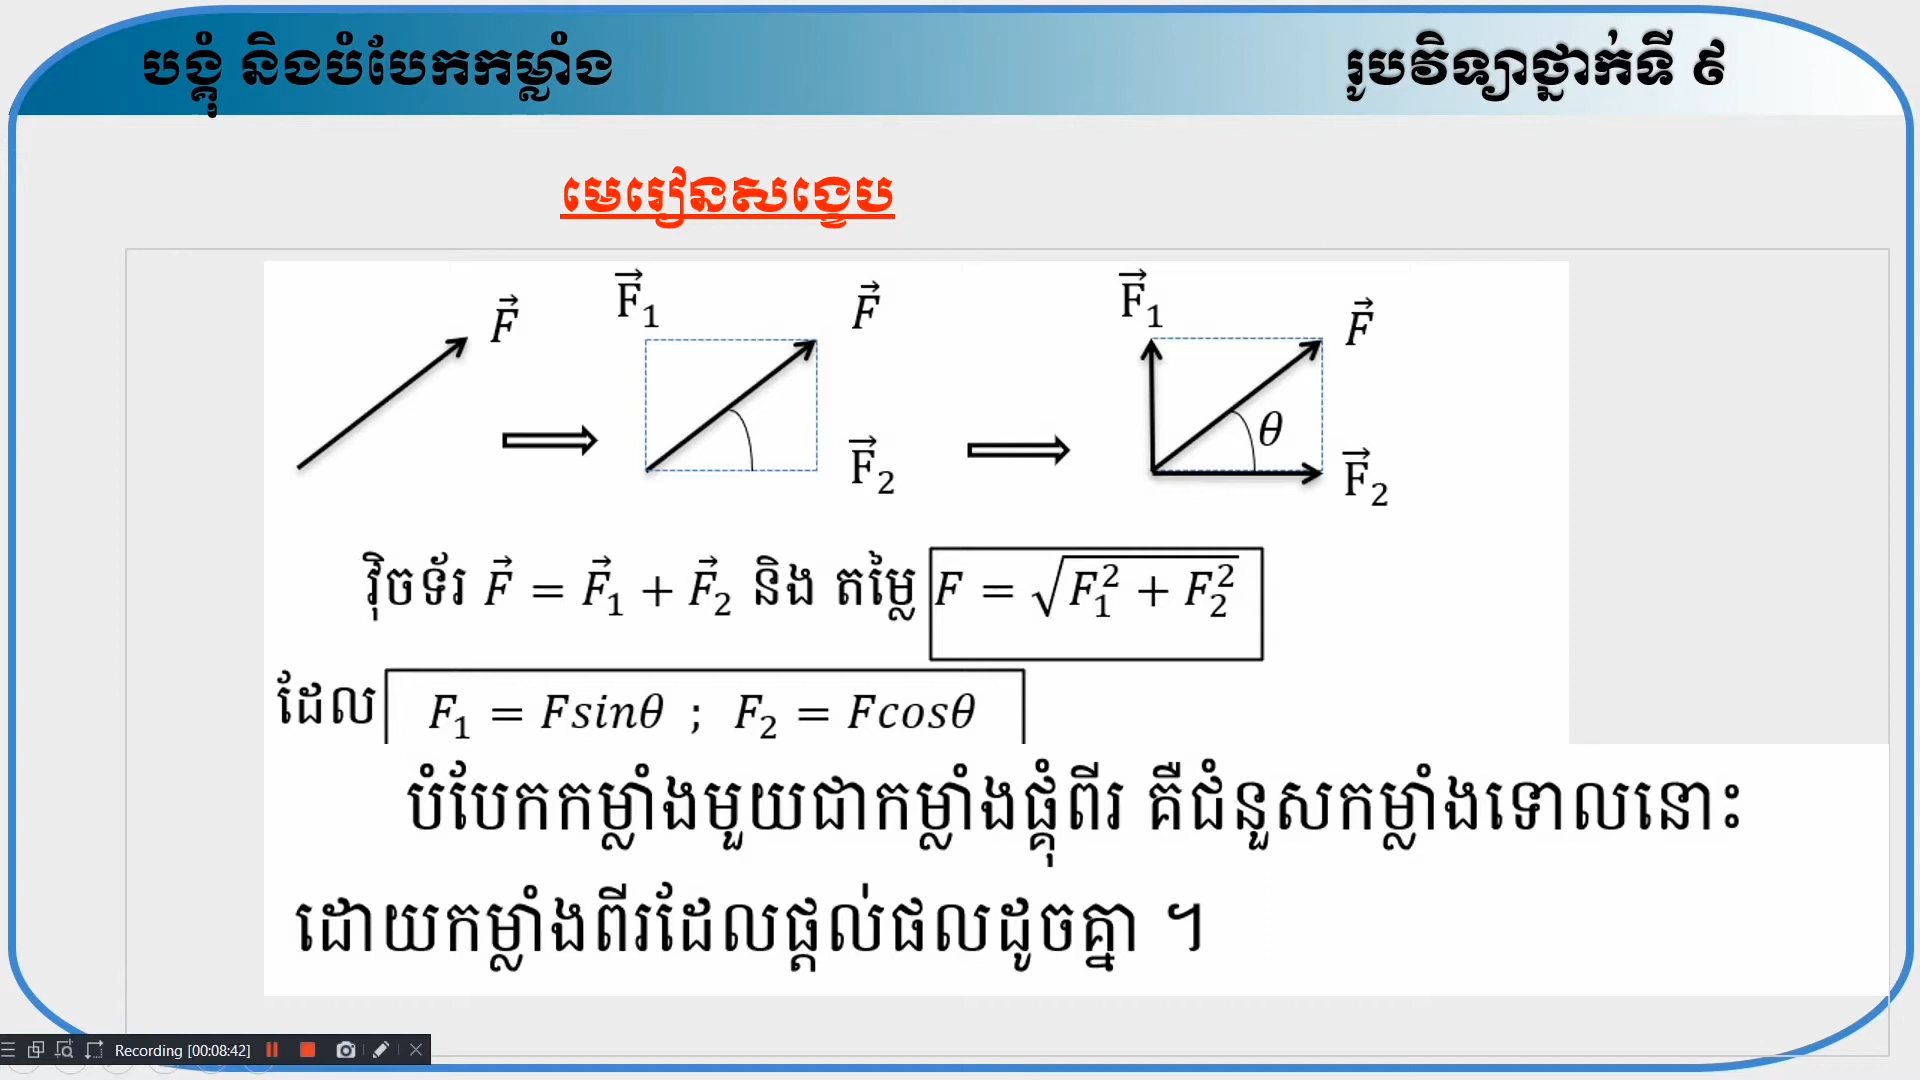 បង្គុំ និងបំបែកកម្លាំង
រូបវិទ្យាថ្នាក់ទី ៩
មេរៀនសង្ខេប
F⃗
F⃗₁
F⃗
F⃗₂
F⃗₁
F⃗
θ
F⃗₂
វ៉ិចទ័រ F⃗ = F⃗₁ + F⃗₂ និង តម្លៃ F = √(F₁² + F₂²)
ដែល F₁ = Fsinθ ; F₂ = Fcosθ
បំបែកកម្លាំងមួយជាកម្លាំងផ្គុំពីរ គឺជំនួសកម្លាំងទោលនោះ
ដោយកម្លាំងពីរដែលផ្តល់ផលដូចគ្នា ។
Recording [00:08:42]